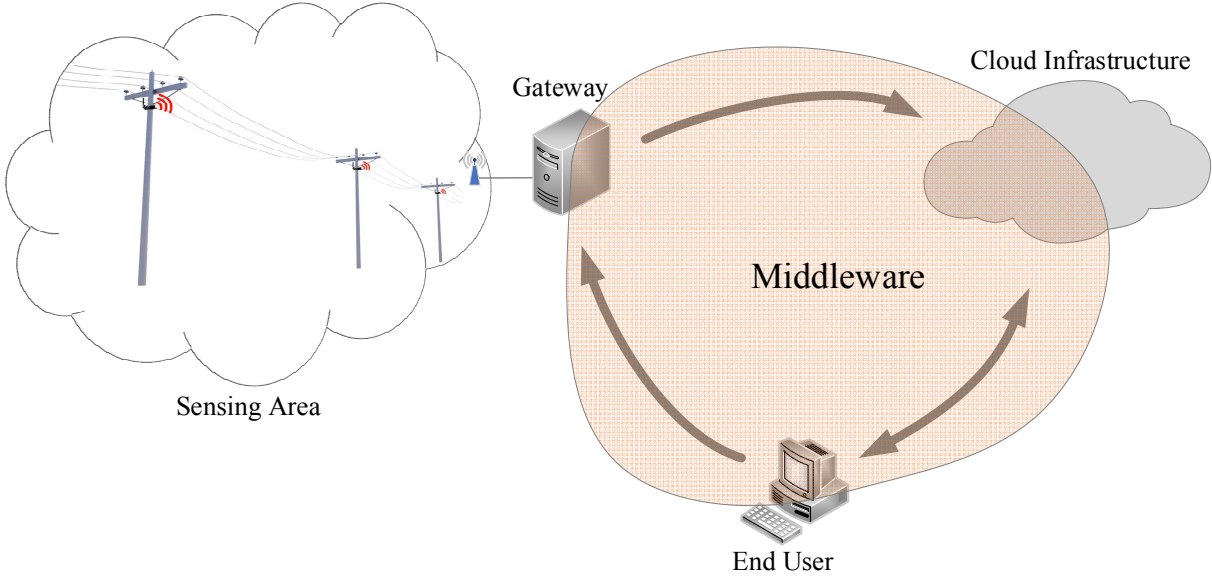 Cloud Infrastructure
Gateway
Middleware
Sensing Area
End User